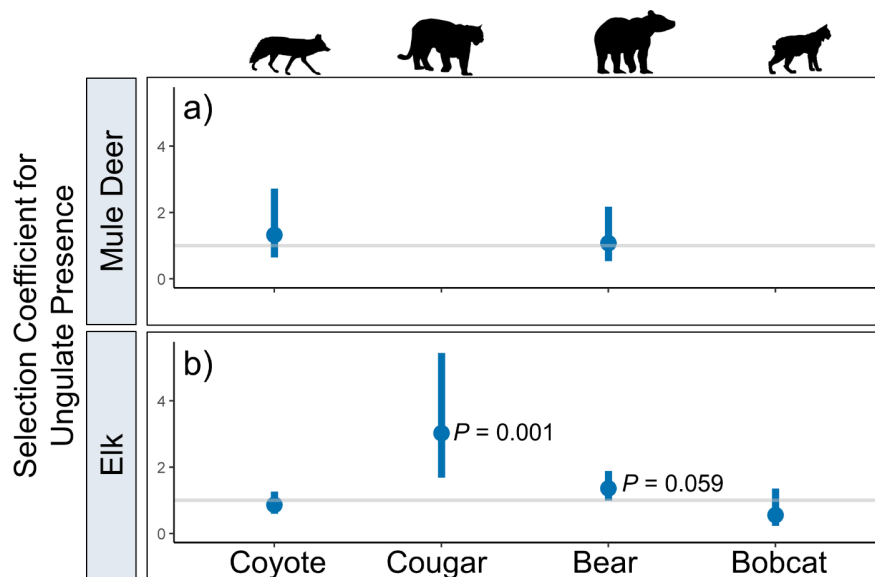 Selection Coefficient for
Ungulate Presence
Mule Deer
a)
4
2
0
Elk
b)
4
2
0
P = 0.001
P = 0.059
Coyote Cougar Bear Bobcat